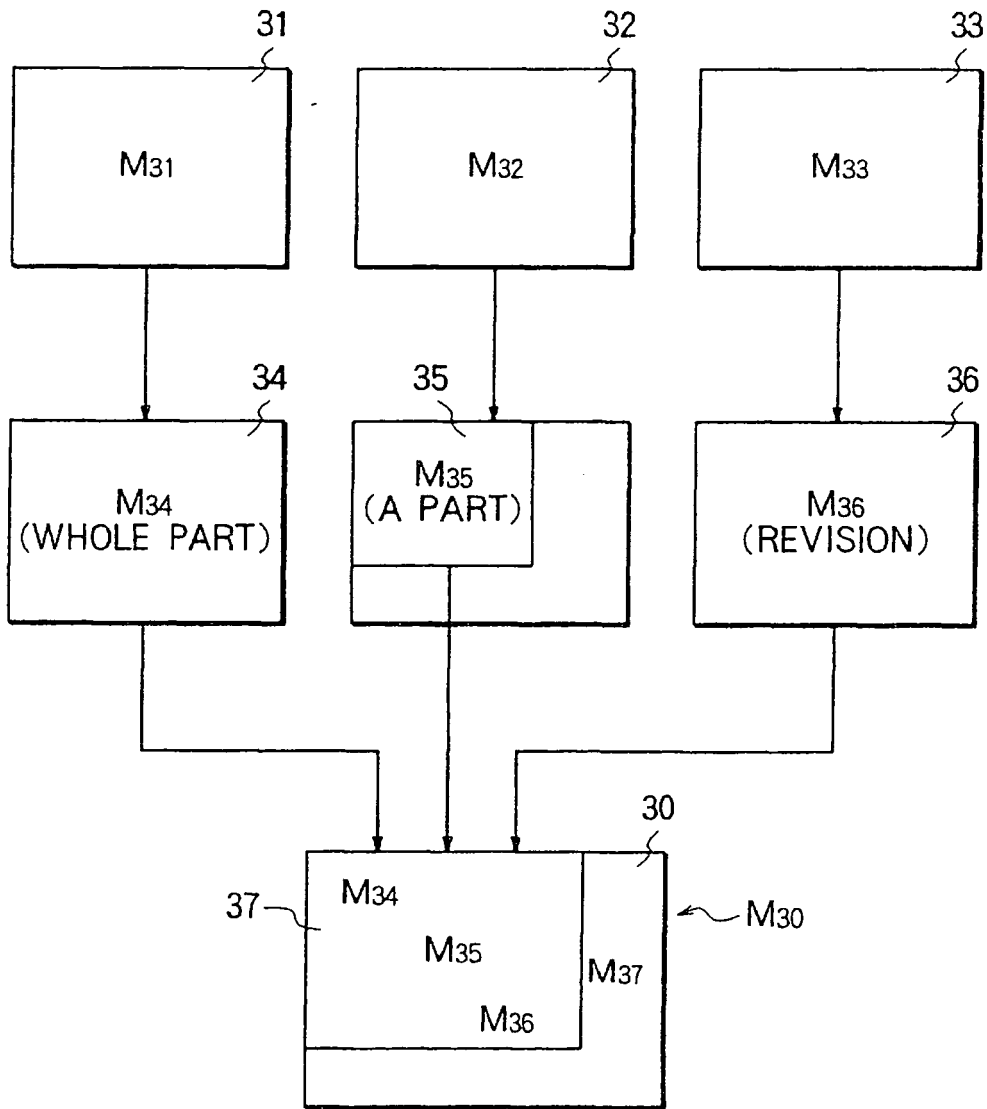 31
32
33
M31
M32
M33
34
35
36
M34
(WHOLE PART)
M35
(A PART)
M36
(REVISION)
30
37
M34
M35
M36
M37
M30